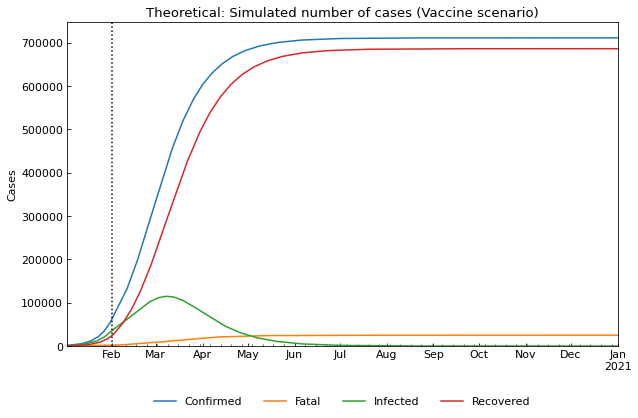 Theoretical: Simulated number of cases (Vaccine scenario)
Cases
700000
600000
500000
400000
300000
200000
100000
0
Feb Mar Apr May Jun Jul Aug Sep Oct Nov Dec Jan
2021
Confirmed Fatal Infected Recovered